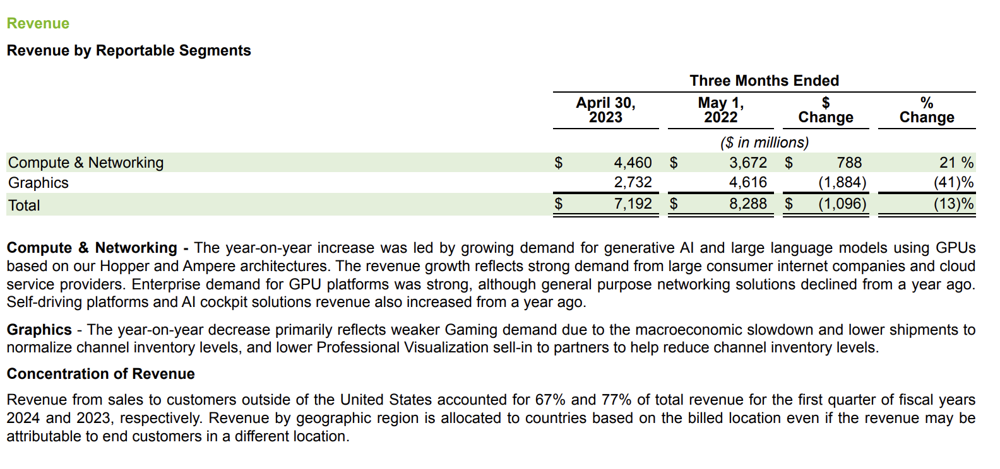 Revenue
Revenue by Reportable Segments
Three Months Ended
April 30, 2023 May 1, 2022 $ Change % Change
($ in millions)
Compute & Networking $ 4,460 $ 3,672 $ 788 21 %
Graphics 2,732 4,616 (1,884) (41)%
Total $ 7,192 $ 8,288 $ (1,096) (13)%
Compute & Networking - The year-on-year increase was led by growing demand for generative AI and large language models using GPUs
based on our Hopper and Ampere architectures. The revenue growth reflects strong demand from large consumer internet companies and cloud
service providers. Enterprise demand for GPU platforms was strong, although general purpose networking solutions declined from a year ago.
Self-driving platforms and AI cockpit solutions revenue also increased from a year ago.
Graphics - The year-on-year decrease primarily reflects weaker Gaming demand due to the macroeconomic slowdown and lower shipments to
normalize channel inventory levels, and lower Professional Visualization sell-in to partners to help reduce channel inventory levels.
Concentration of Revenue
Revenue from sales to customers outside of the United States accounted for 67% and 77% of total revenue for the first quarter of fiscal years
2024 and 2023, respectively. Revenue by geographic region is allocated to countries based on the billed location even if the revenue may be
attributable to end customers in a different location.